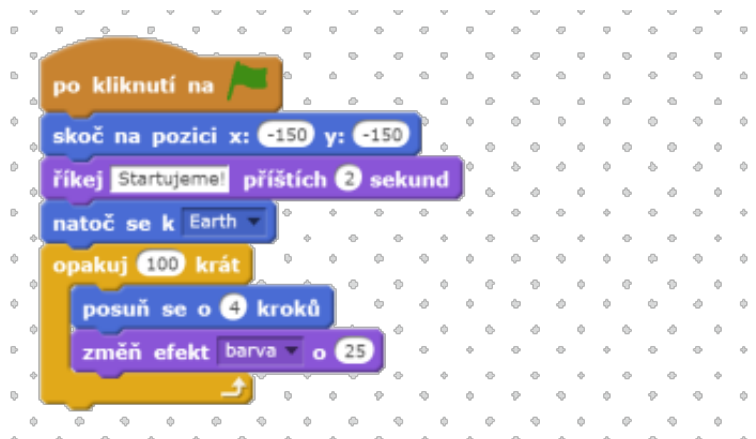 po kliknutí na
skoč na pozici x: -150 y: -150
říkej Startujeme! příštích 2 sekund
natoč se k Earth
opakuj 100 krát
posuň se o 4 kroků
změň efekt barva o 25